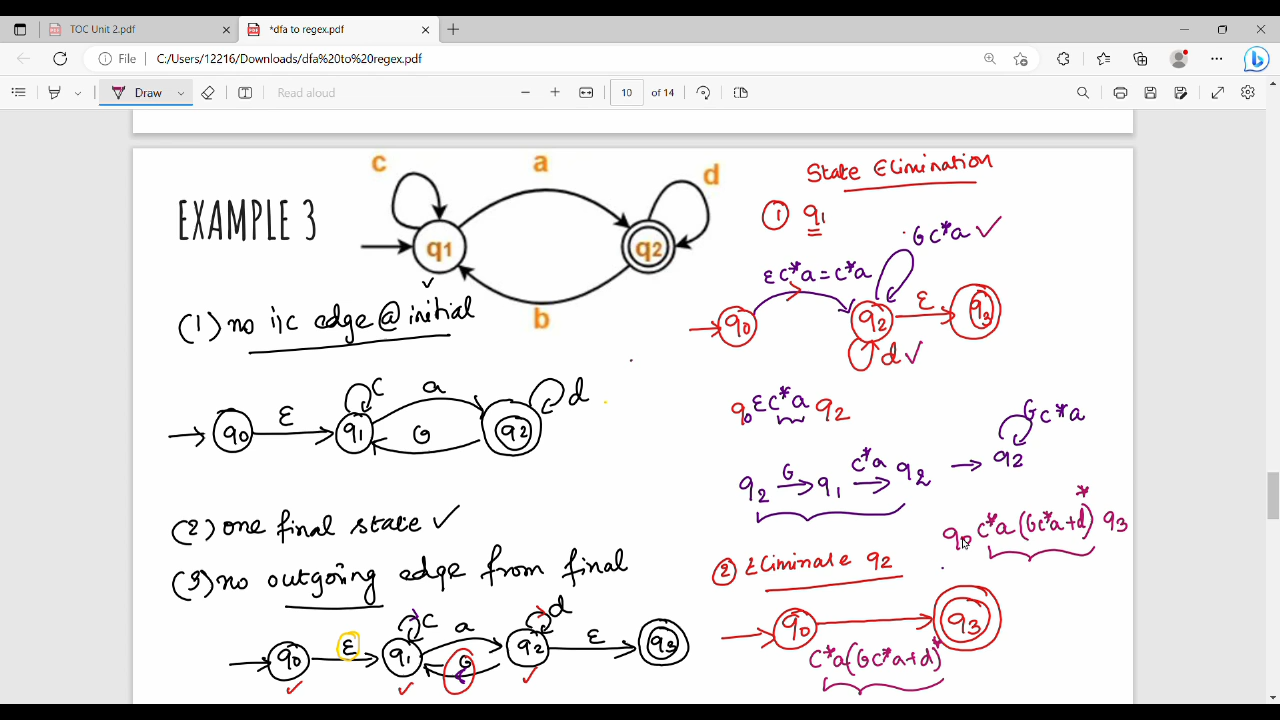 TOC Unit 2.pdf
*dfa to regex.pdf
File
C:/Users/12216/Downloads/dfa%20to%20regex.pdf
Draw
Read aloud
10 of 14
EXAMPLE 3
c
a
d
q1
q2
b
(1) no i/c edge @ initial
q0 ε q1 c a q2 d
b
(2) one final state ✓
(3) no outgoing edge from final
q0 ε q1 c a q2 d ε q3
b
State Elimination
① q1
bc*a ✓
εc*a = c*a
q0 q2 ε q3
d ✓
q0 εc*a q2
q2 b → q1 c*a → q2 → q2 bc*a
q0 c*a(bc*a+d)* q3
② Eliminate q2
q0 q3
c*a(bc*a+d)*